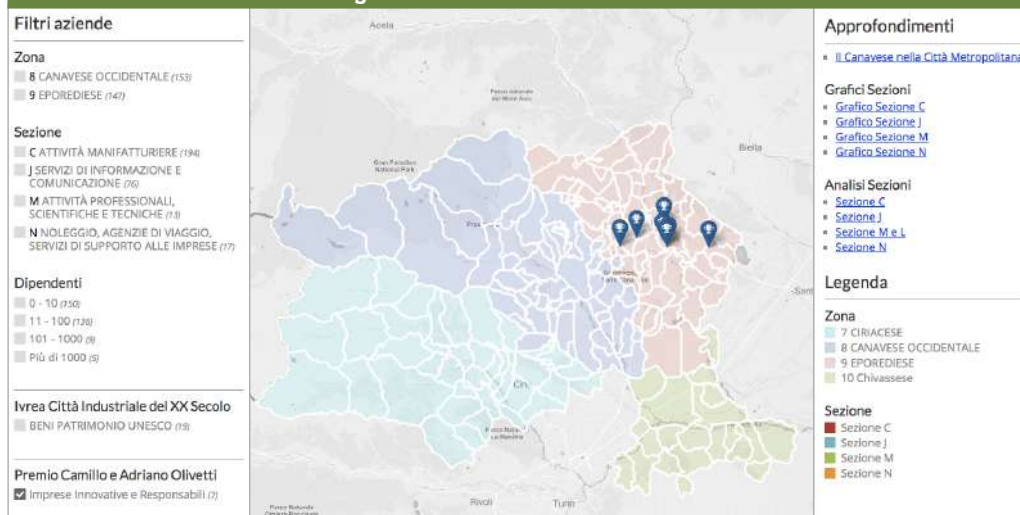 Filtri aziende
Zona
8 CANAVESE OCCIDENTALE (153)
9 EPOREDIESE (147)
Sezione
C ATTIVITÀ MANIFATTURIERE (194)
J SERVIZI DI INFORMAZIONE E
COMUNICAZIONE (76)
M ATTIVITÀ PROFESSIONALI,
SCIENTIFICHE E TECNICHE (13)
N NOLEGGIO, AGENZIE DI VIAGGIO,
SERVIZI DI SUPPORTO ALLE IMPRESE (17)
Dipendenti
0 - 10 (150)
11 - 100 (136)
101 - 1000 (9)
Più di 1000 (5)
Ivrea Città Industriale del XX Secolo
BENI PATRIMONIO UNESCO (19)
Premio Camillo e Adriano Olivetti
Imprese Innovative e Responsabili (7)
Gran Paradiso
National Park
Biella
Rivoli
Turin
Approfondimenti
Il Canavese nella Città Metropolitana
Grafici Sezioni
Grafico Sezione C
Grafico Sezione J
Grafico Sezione M
Grafico Sezione N
Analisi Sezioni
Sezione C
Sezione J
Sezione M e L
Sezione N
Legenda
Zona
7 CIRIACESE
8 CANAVESE OCCIDENTALE
9 EPOREDIESE
10 Chivassese
Sezione
Sezione C
Sezione J
Sezione M
Sezione N